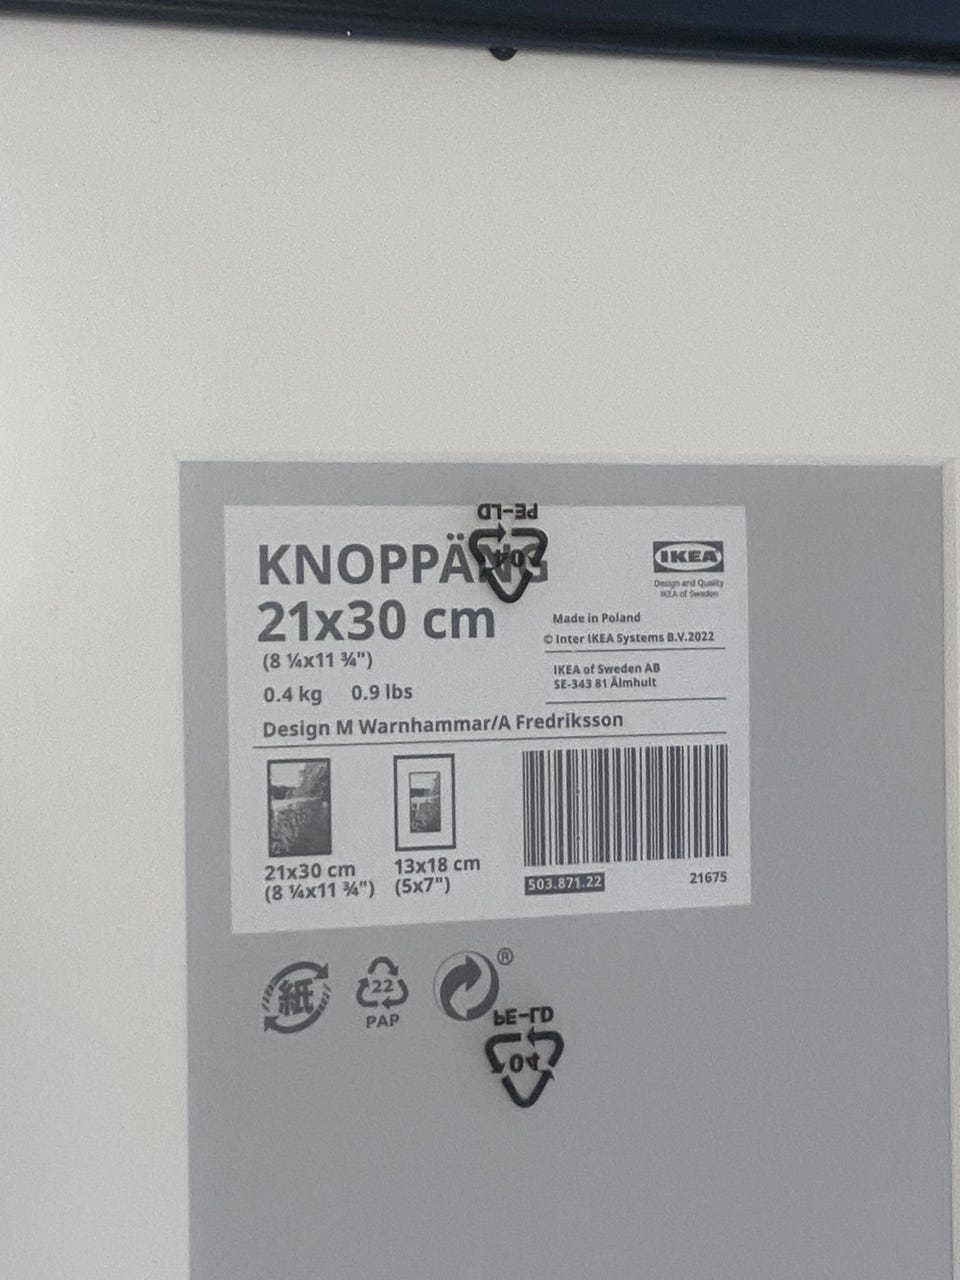 PE-LD
04
KNOPPÄNG
21x30 cm
(8 ¼x11 ¾")
0.4 kg 0.9 lbs
IKEA
Design and Quality
IKEA of Sweden
Made in Poland
© Inter IKEA Systems B.V.2022
IKEA of Sweden AB
SE-343 81 Älmhult
Design M Warnhammar/A Fredriksson
21x30 cm
(8 ¼x11 ¾")
13x18 cm
(5x7")
503.871.22
21675
紙
22
PAP
®
PE-LD
04